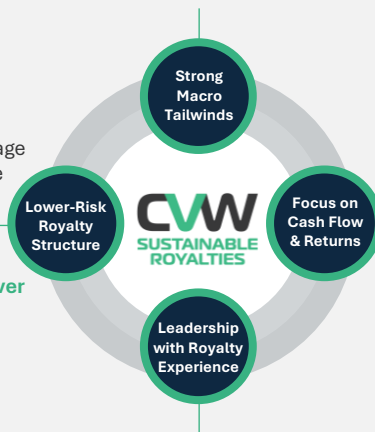 Strong
Macro
Tailwinds
Lower-Risk
Royalty
Structure
CVW
SUSTAINABLE
ROYALTIES
Focus on
Cash Flow
& Returns
Leadership
with Royalty
Experience